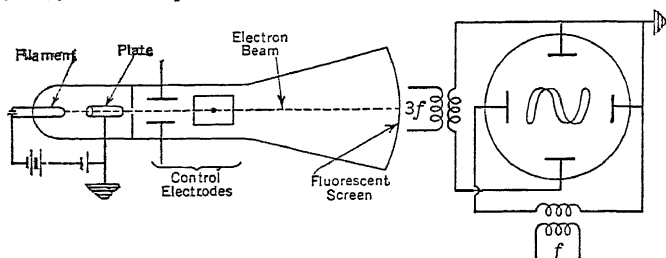 Filament
Plate
Electron
Beam
3f
Control
Electrodes
Fluorescent
Screen
f